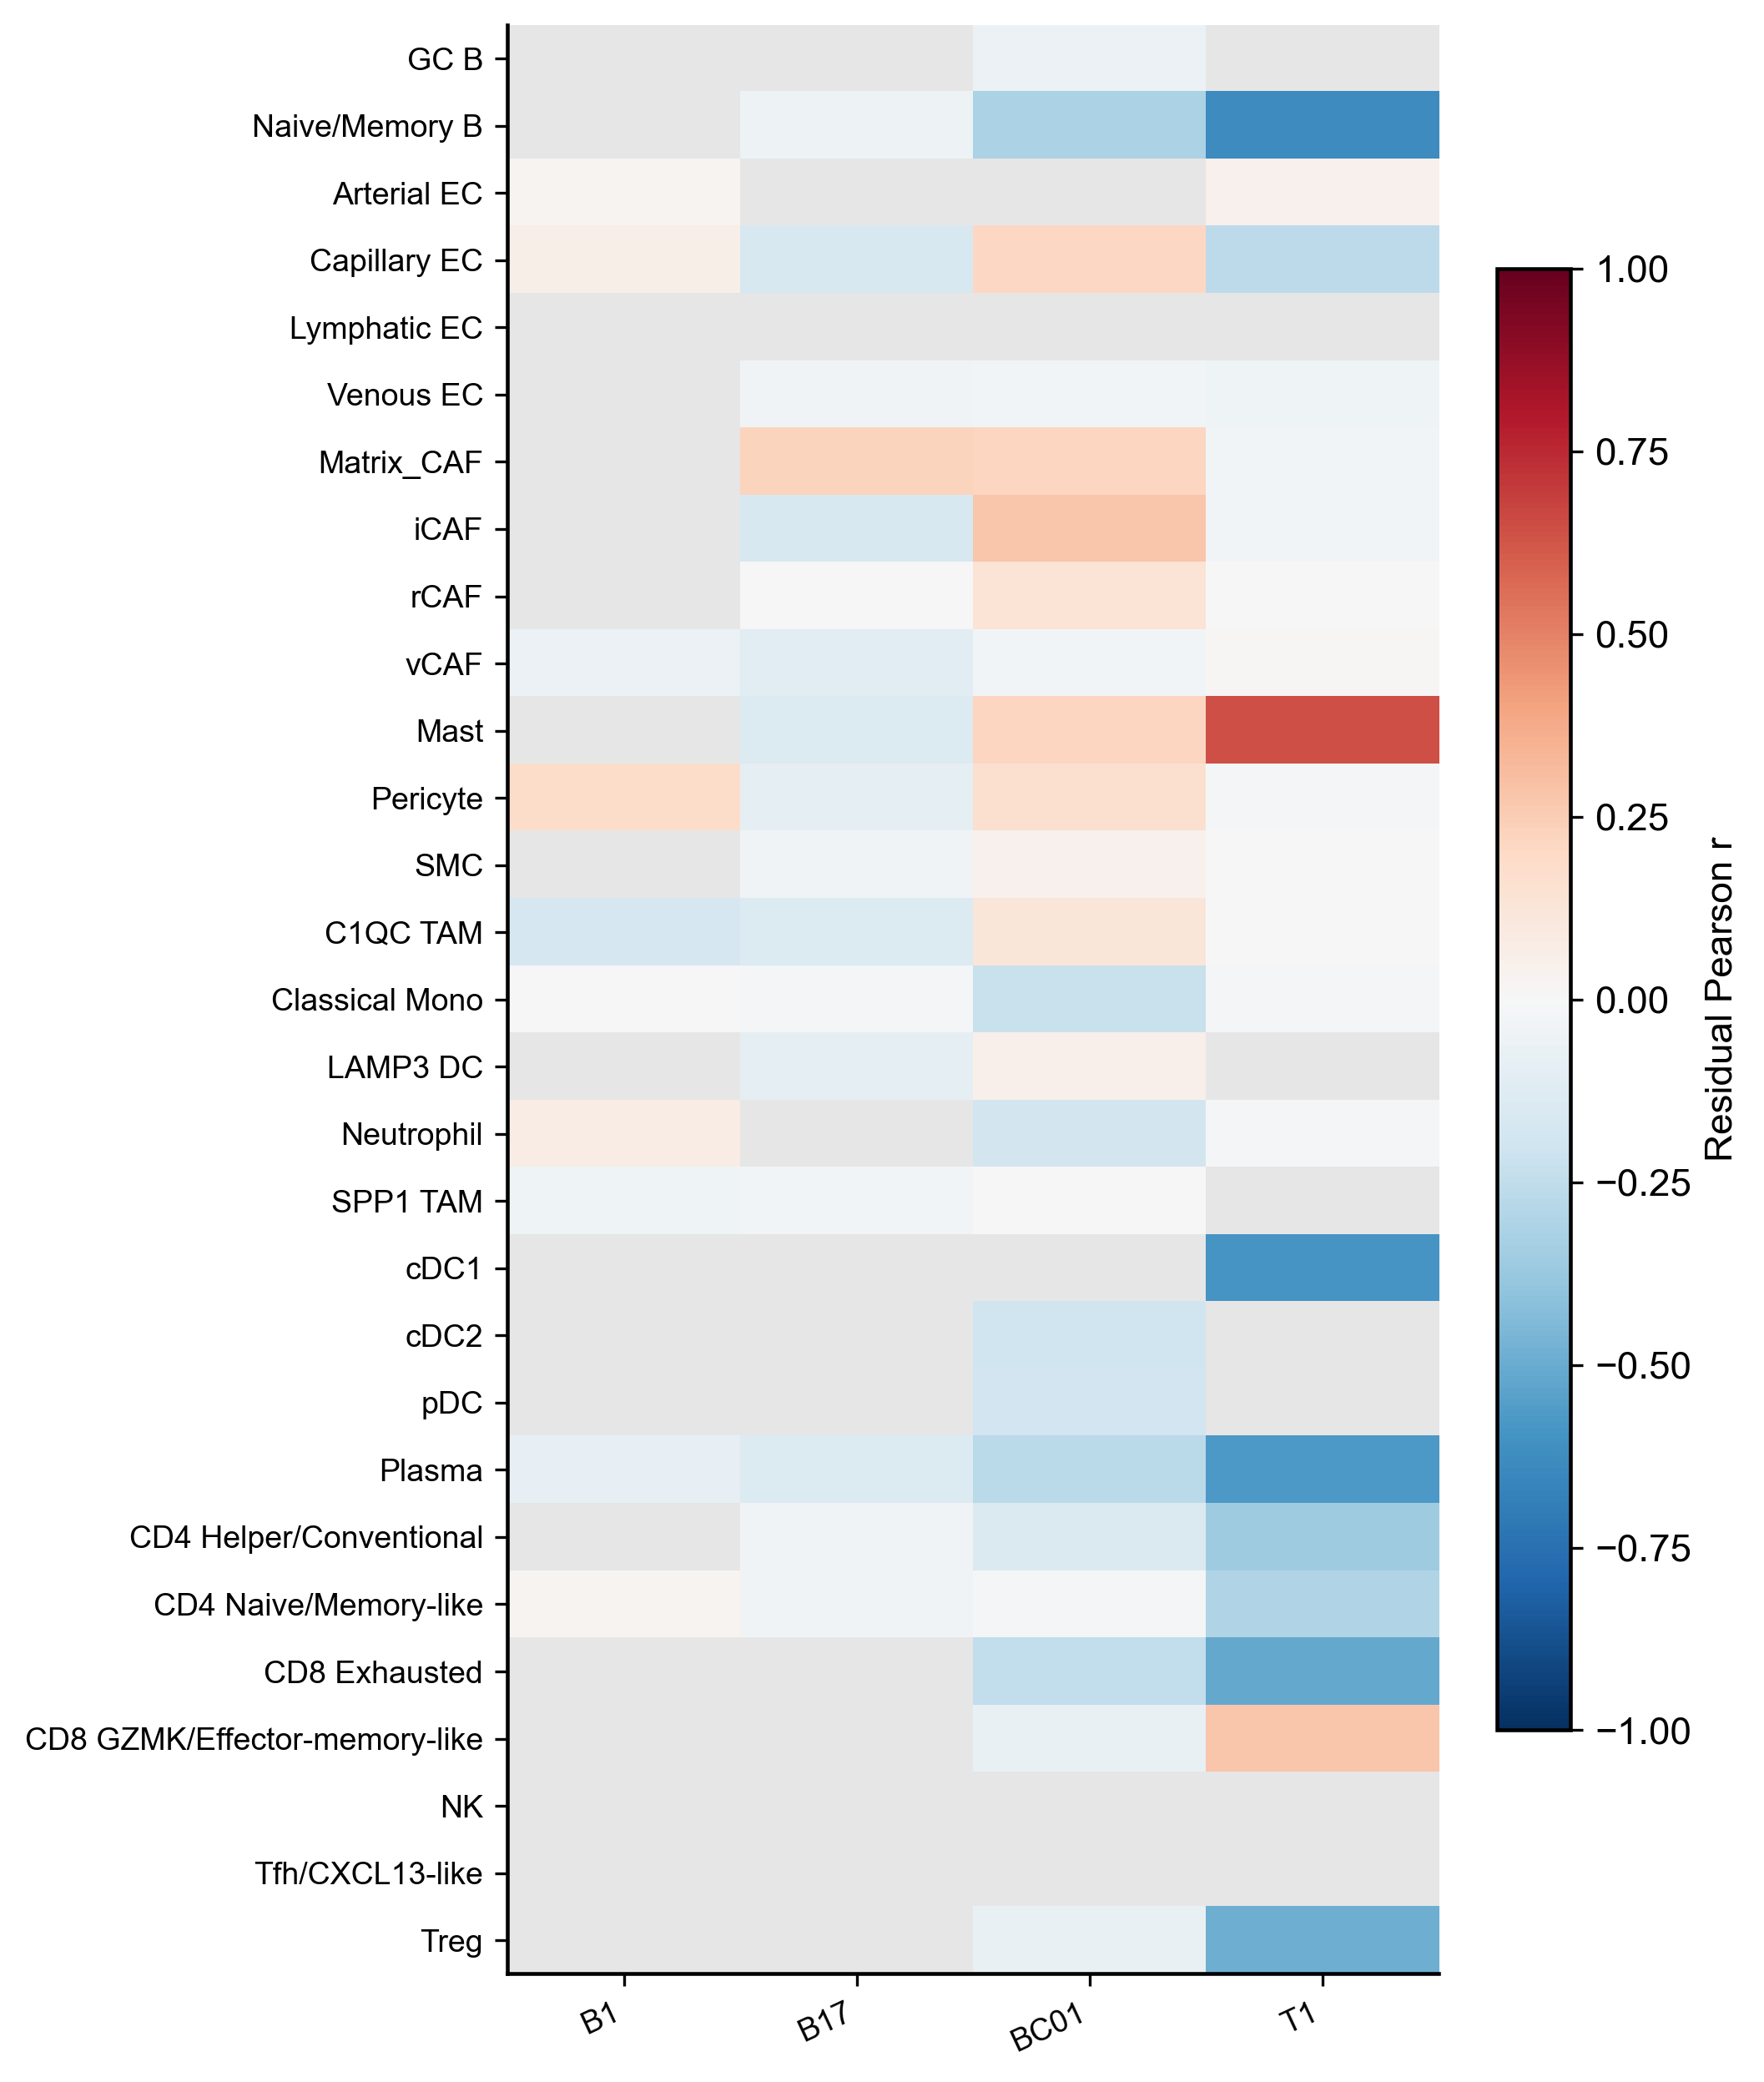 GC B
Naive/Memory B
Arterial EC
Capillary EC
Lymphatic EC
Venous EC
Matrix_CAF
iCAF
rCAF
vCAF
Mast
Pericyte
SMC
C1QC TAM
Classical Mono
LAMP3 DC
Neutrophil
SPP1 TAM
cDC1
cDC2
pDC
Plasma
CD4 Helper/Conventional
CD4 Naive/Memory-like
CD8 Exhausted
CD8 GZMK/Effector-memory-like
NK
Tfh/CXCL13-like
Treg
B1
B17
BC01
T1
1.00
0.75
0.50
0.25
0.00
−0.25
−0.50
−0.75
−1.00
Residual Pearson r